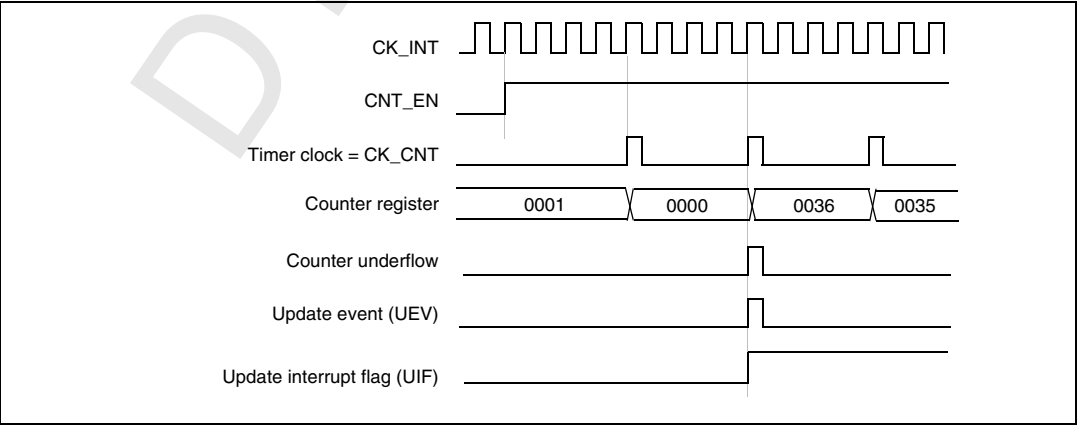 CK_INT
CNT_EN
Timer clock = CK_CNT
Counter register 0001 0000 0036 0035
Counter underflow
Update event (UEV)
Update interrupt flag (UIF)